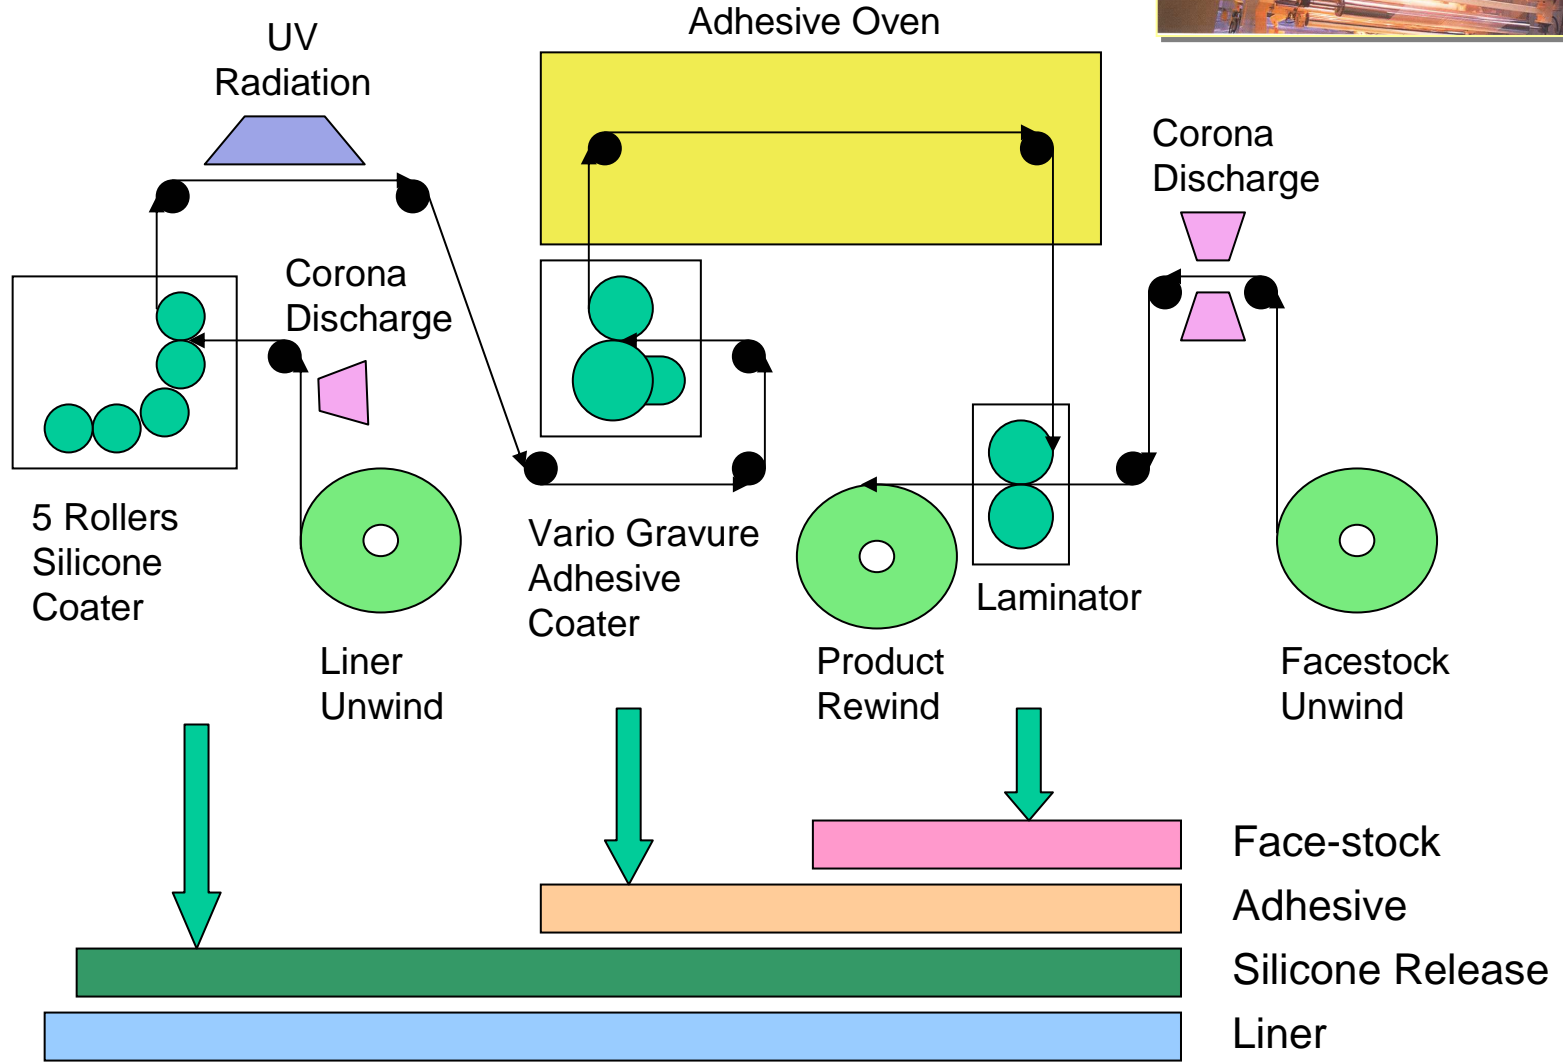 UV
Radiation
Adhesive Oven
Corona
Discharge
Corona
Discharge
5 Rollers
Silicone
Coater
Vario Gravure
Adhesive
Coater
Laminator
Liner
Unwind
Product
Rewind
Facestock
Unwind
Face-stock
Adhesive
Silicone Release
Liner